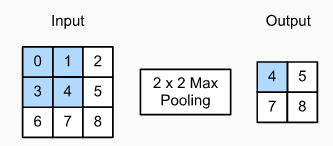 Input
Output
0 1 2
3 4 5
6 7 8
2 x 2 Max
Pooling
4 5
7 8